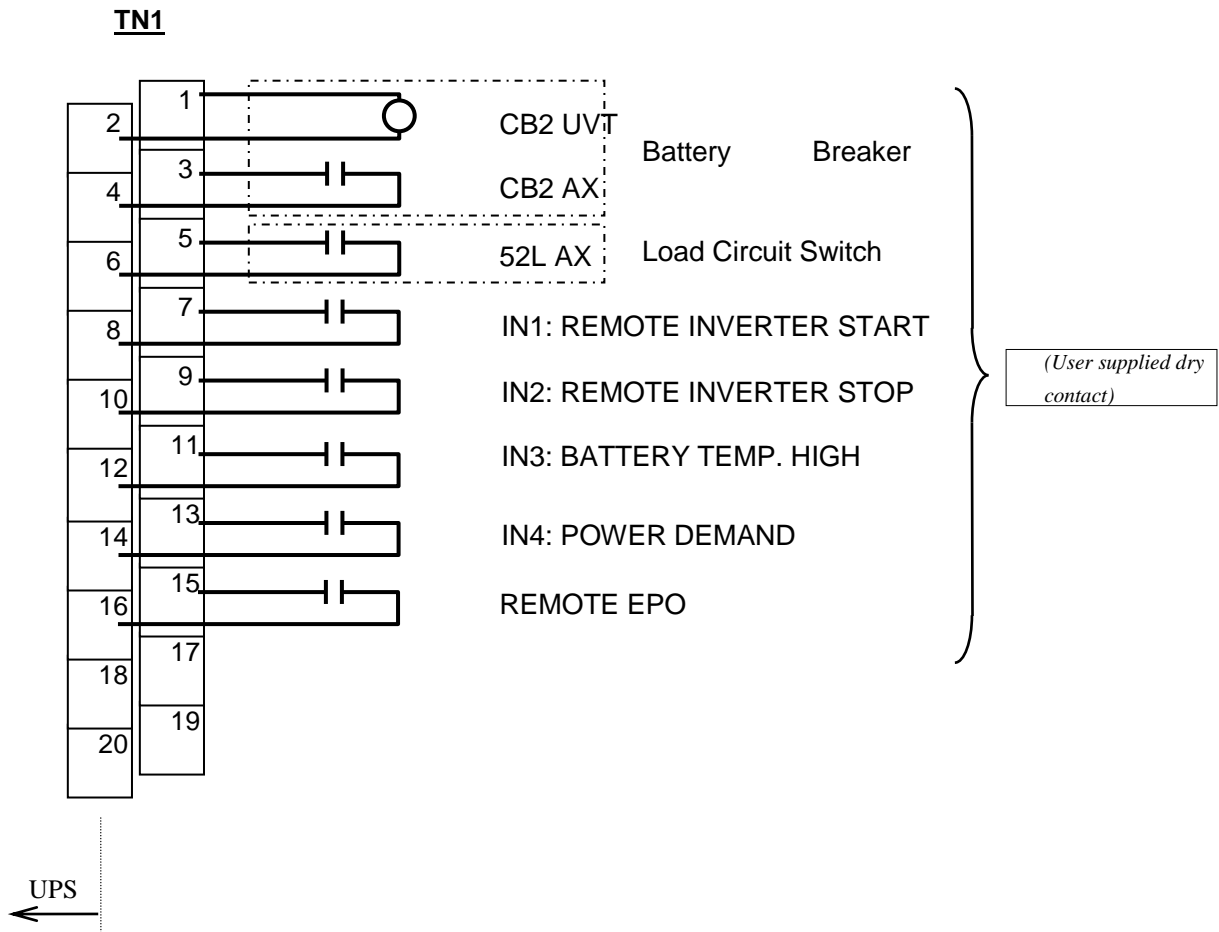 TN1
1
2
CB2 UVT
Battery Breaker
3
4
CB2 AX
5
6
52L AX
Load Circuit Switch
7
8
IN1: REMOTE INVERTER START
9
10
IN2: REMOTE INVERTER STOP
(User supplied dry
contact)
11
12
IN3: BATTERY TEMP. HIGH
13
14
IN4: POWER DEMAND
15
16
REMOTE EPO
17
18
19
20
UPS